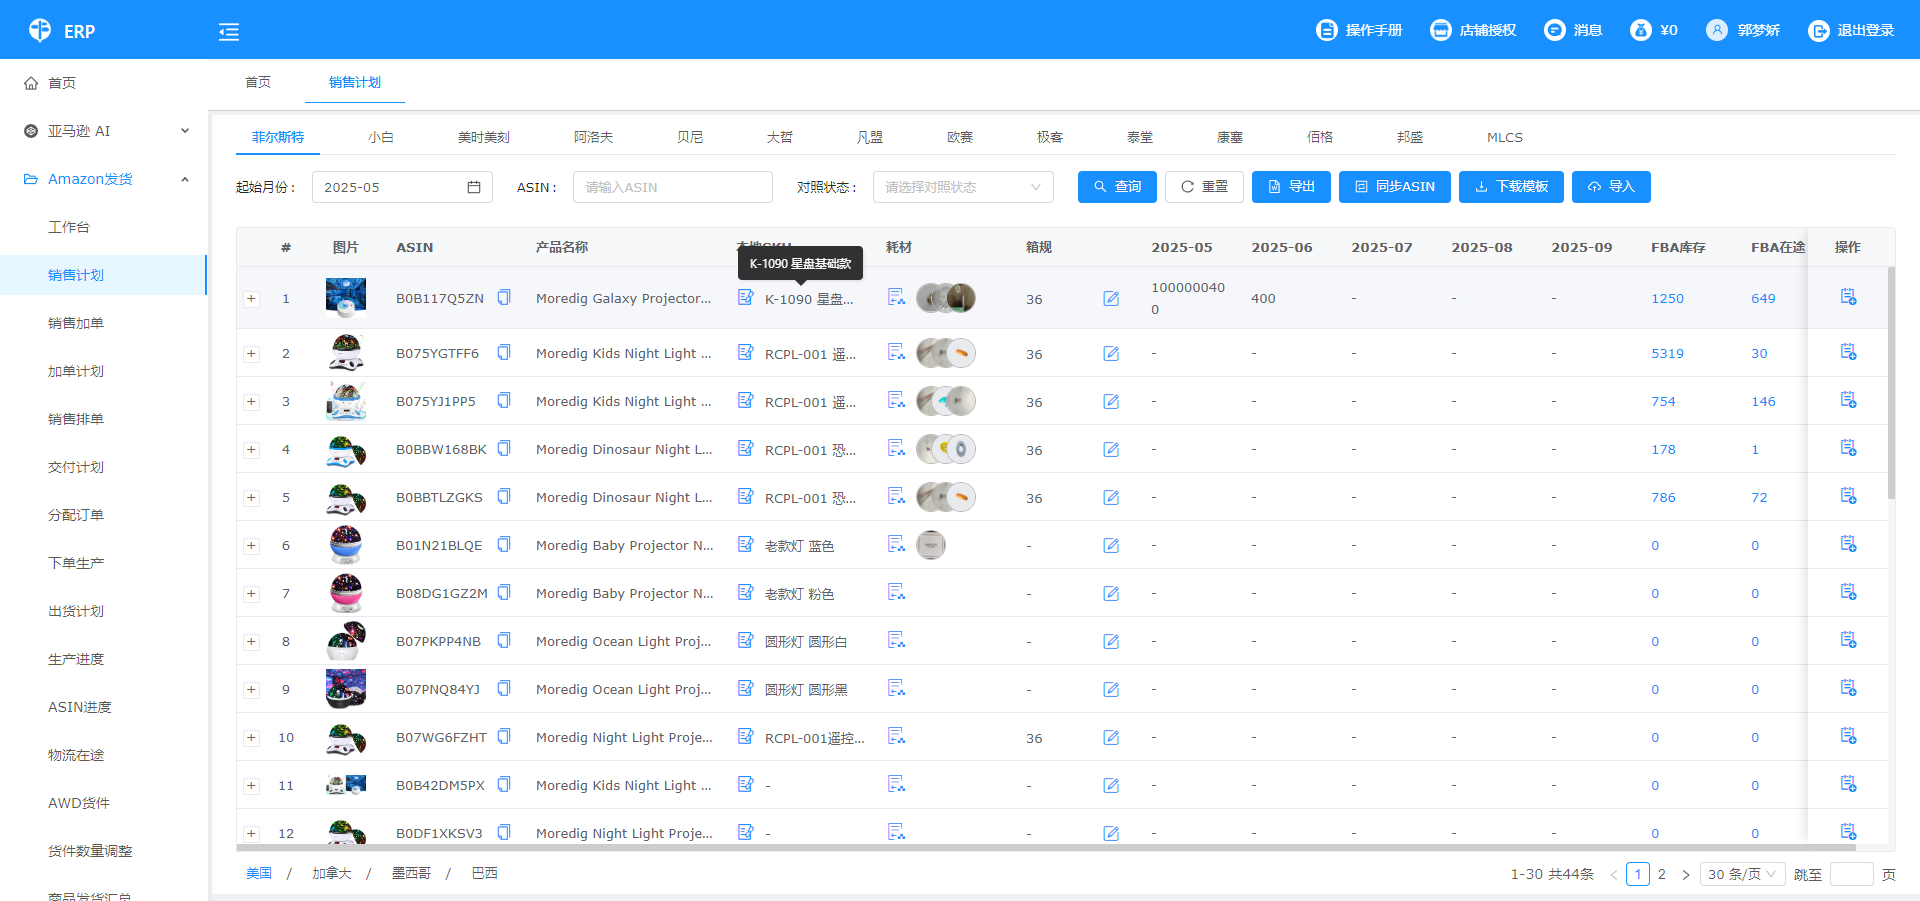 ERP
操作手册
店铺授权
消息
¥0
郭梦娇
退出登录
首页
亚马逊 AI
Amazon发货
工作台
销售计划
销售加单
加单计划
销售排单
交付计划
分配订单
下单生产
出货计划
生产进度
ASIN进度
物流在途
AWD货件
货件数量调整
商品发货汇总
首页 销售计划
菲尔斯特 小白 美时美刻 阿洛夫 贝尼 大哲 凡盟 欧赛 极客 泰堂 康塞 佰格 邦盛 MLCS
起始月份： 2025-05 ASIN： 请输入ASIN 对照状态： 请选择对照状态 查询 重置 导出 同步ASIN 下载模板 导入
# 图片 ASIN 产品名称 本地SKU 耗材 箱规 2025-05 2025-06 2025-07 2025-08 2025-09 FBA库存 FBA在途 操作
K-1090 星盘基础款
1 B0B117Q5ZN Moredig Galaxy Projector... K-1090 星盘... 36 1000000400 400 - - - 1250 649
2 B075YGTFF6 Moredig Kids Night Light ... RCPL-001 遥... 36 - - - - - 5319 30
3 B075YJ1PP5 Moredig Kids Night Light ... RCPL-001 遥... 36 - - - - - 754 146
4 B0BBW168BK Moredig Dinosaur Night L... RCPL-001 恐... 36 - - - - - 178 1
5 B0BBTLZGKS Moredig Dinosaur Night L... RCPL-001 恐... 36 - - - - - 786 72
6 B01N21BLQE Moredig Baby Projector N... 老款灯 蓝色 - - - - - - 0 0
7 B08DG1GZ2M Moredig Baby Projector N... 老款灯 粉色 - - - - - - 0 0
8 B07PKPP4NB Moredig Ocean Light Proj... 圆形灯 圆形白 - - - - - - 0 0
9 B07PNQ84YJ Moredig Ocean Light Proj... 圆形灯 圆形黑 - - - - - - 0 0
10 B07WG6FZHT Moredig Night Light Proje... RCPL-001遥控... 36 - - - - - 0 0
11 B0B42DM5PX Moredig Kids Night Light ... - - - - - - - 0 0
12 B0DF1XKSV3 Moredig Night Light Proje... - - - - - - - 0 0
美国 / 加拿大 / 墨西哥 / 巴西
1-30 共44条 < 1 2 > 30 条/页 跳至 页